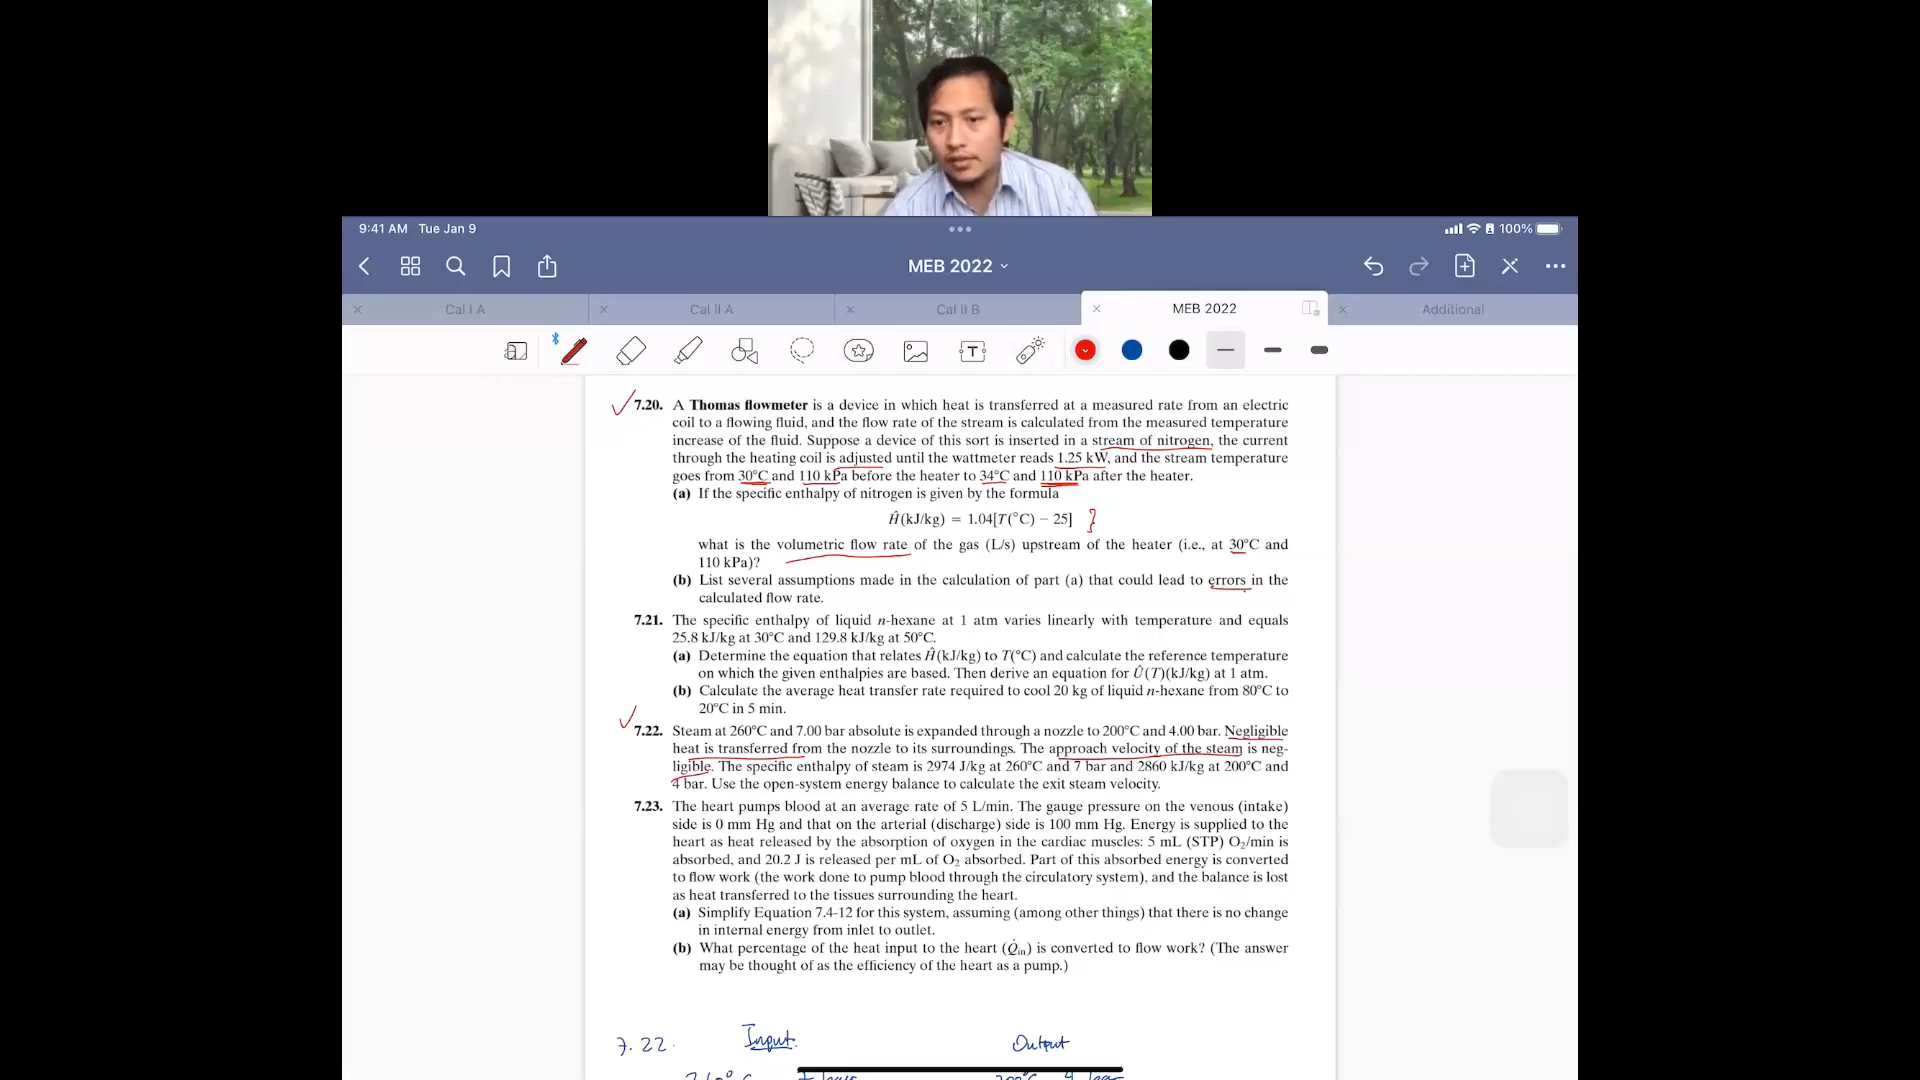 9:41 AM Tue Jan 9
100%
MEB 2022
Cal I A
Cal II A
Cal II B
MEB 2022
Additional
7.20. A Thomas flowmeter is a device in which heat is transferred at a measured rate from an electric
coil to a flowing fluid, and the flow rate of the stream is calculated from the measured temperature
increase of the fluid. Suppose a device of this sort is inserted in a stream of nitrogen, the current
through the heating coil is adjusted until the wattmeter reads 1.25 kW, and the stream temperature
goes from 30°C and 110 kPa before the heater to 34°C and 110 kPa after the heater.
(a) If the specific enthalpy of nitrogen is given by the formula
Ĥ(kJ/kg) = 1.04[T(°C) − 25] }
what is the volumetric flow rate of the gas (L/s) upstream of the heater (i.e., at 30°C and
110 kPa)?
(b) List several assumptions made in the calculation of part (a) that could lead to errors in the
calculated flow rate.
7.21. The specific enthalpy of liquid n-hexane at 1 atm varies linearly with temperature and equals
25.8 kJ/kg at 30°C and 129.8 kJ/kg at 50°C.
(a) Determine the equation that relates Ĥ(kJ/kg) to T(°C) and calculate the reference temperature
on which the given enthalpies are based. Then derive an equation for Û(T)(kJ/kg) at 1 atm.
(b) Calculate the average heat transfer rate required to cool 20 kg of liquid n-hexane from 80°C to
20°C in 5 min.
7.22. Steam at 260°C and 7.00 bar absolute is expanded through a nozzle to 200°C and 4.00 bar. Negligible
heat is transferred from the nozzle to its surroundings. The approach velocity of the steam is neg-
ligible. The specific enthalpy of steam is 2974 J/kg at 260°C and 7 bar and 2860 kJ/kg at 200°C and
4 bar. Use the open-system energy balance to calculate the exit steam velocity.
7.23. The heart pumps blood at an average rate of 5 L/min. The gauge pressure on the venous (intake)
side is 0 mm Hg and that on the arterial (discharge) side is 100 mm Hg. Energy is supplied to the
heart as heat released by the absorption of oxygen in the cardiac muscles: 5 mL (STP) O₂/min is
absorbed, and 20.2 J is released per mL of O₂ absorbed. Part of this absorbed energy is converted
to flow work (the work done to pump blood through the circulatory system), and the balance is lost
as heat transferred to the tissues surrounding the heart.
(a) Simplify Equation 7.4-12 for this system, assuming (among other things) that there is no change
in internal energy from inlet to outlet.
(b) What percentage of the heat input to the heart (Q̇in) is converted to flow work? (The answer
may be thought of as the efficiency of the heart as a pump.)
7.22. Input. Output